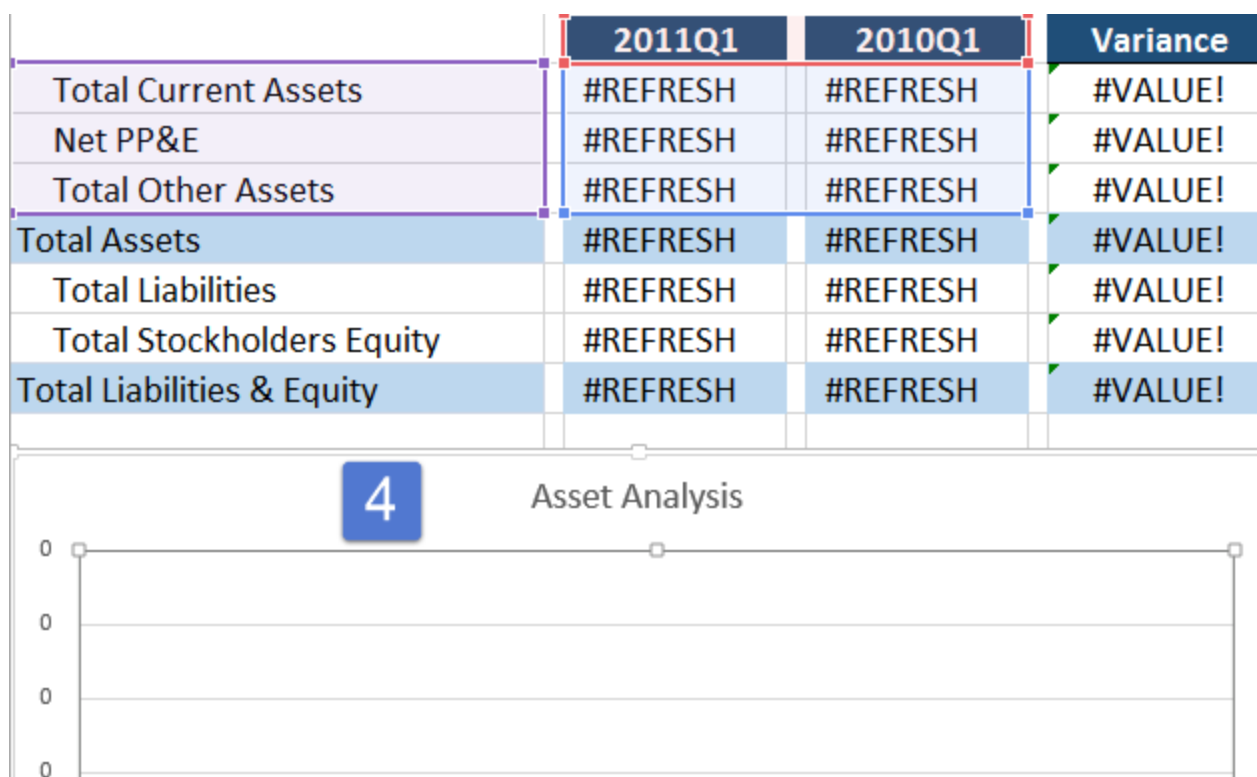 2011Q1 2010Q1 Variance
Total Current Assets #REFRESH #REFRESH #VALUE!
Net PP&E #REFRESH #REFRESH #VALUE!
Total Other Assets #REFRESH #REFRESH #VALUE!
Total Assets #REFRESH #REFRESH #VALUE!
Total Liabilities #REFRESH #REFRESH #VALUE!
Total Stockholders Equity #REFRESH #REFRESH #VALUE!
Total Liabilities & Equity #REFRESH #REFRESH #VALUE!
4 Asset Analysis
0
0
0
0